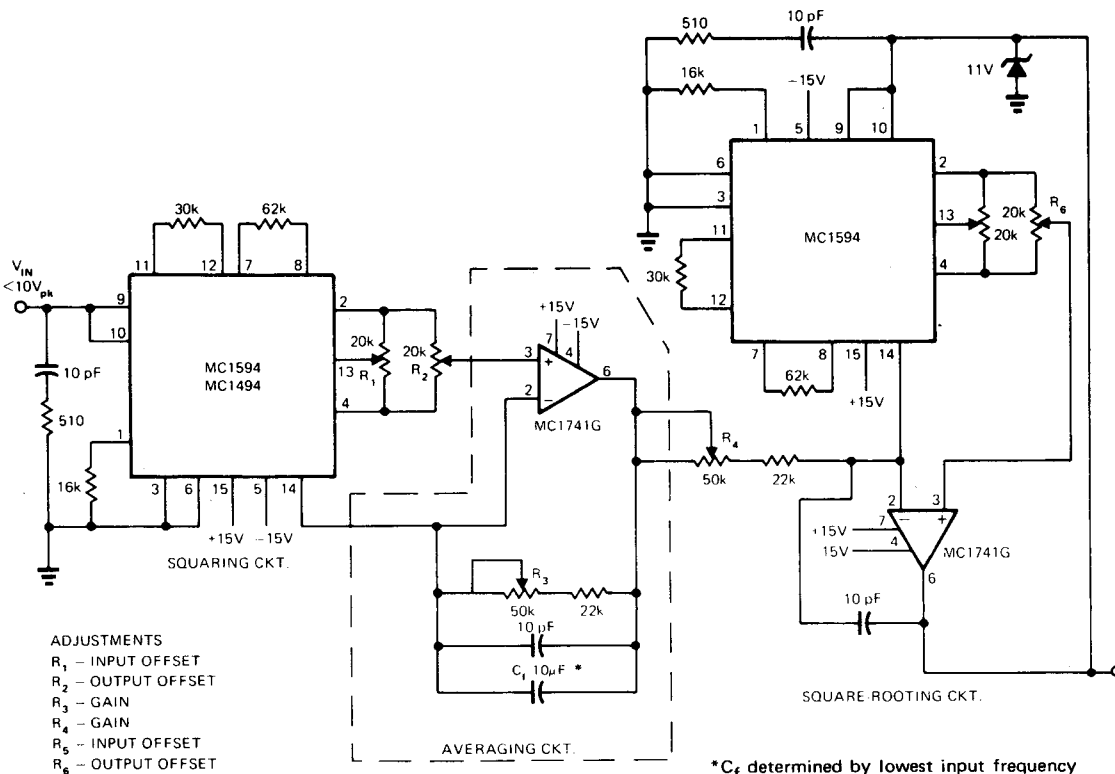 510
10 pF
11V
16k
−15V
1
5
9
10
6
3
11
12
MC1594
2
13
4
20k
20k
R6
30k
7
8
15
14
62k
+15V
30k
62k
VIN
<10Vpk
11
12
7
8
9
10
MC1594
MC1494
2
13
4
20k
R1
20k
R2
10 pF
510
1
16k
3
6
15
5
14
+15V
−15V
SQUARING CKT.
+15V
−15V
7
4
3
+
2
−
6
MC1741G
R4
50k
22k
R3
50k
22k
10 pF
Cf 10µF *
AVERAGING CKT.
2
3
−
+
+15V
7
15V
4
MC1741G
6
10 pF
SQUARE-ROOTING CKT.
ADJUSTMENTS
R1 – INPUT OFFSET
R2 – OUTPUT OFFSET
R3 – GAIN
R4 – GAIN
R5 – INPUT OFFSET
R6 – OUTPUT OFFSET
*Cf determined by lowest input frequency